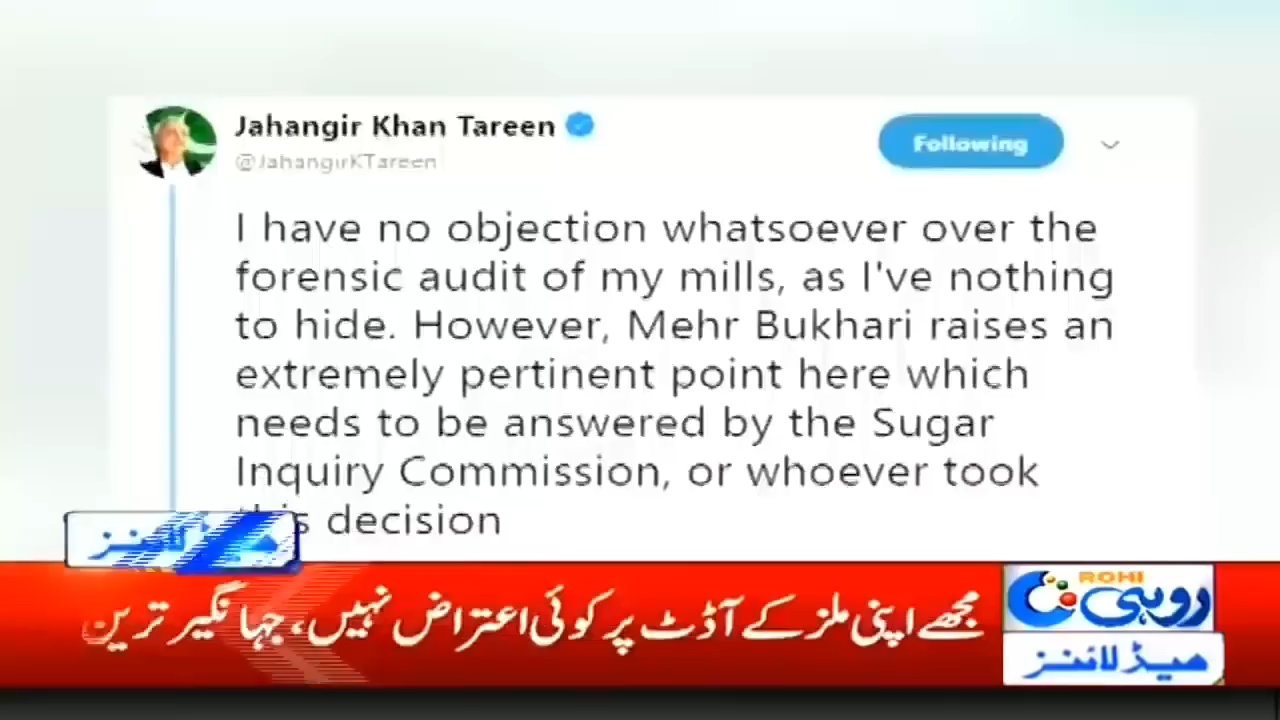 Jahangir Khan Tareen
@JahangirKTareen
Following
I have no objection whatsoever over the
forensic audit of my mills, as I've nothing
to hide. However, Mehr Bukhari raises an
extremely pertinent point here which
needs to be answered by the Sugar
Inquiry Commission, or whoever took
this decision
ہیڈلائنز
مجھے اپنی ملز کے آڈٹ پر کوئی اعتراض نہیں، جہانگیر ترین
ROHI
روہی
ہیڈلائنز